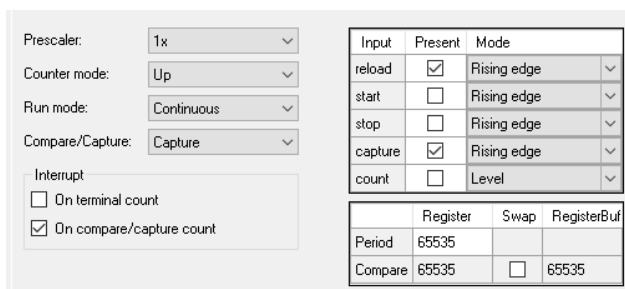 Prescaler: 1x
Counter mode: Up
Run mode: Continuous
Compare/Capture: Capture
Interrupt
On terminal count
On compare/capture count
Input Present Mode
reload Rising edge
start Rising edge
stop Rising edge
capture Rising edge
count Level
Register Swap RegisterBuf
Period 65535
Compare 65535 65535